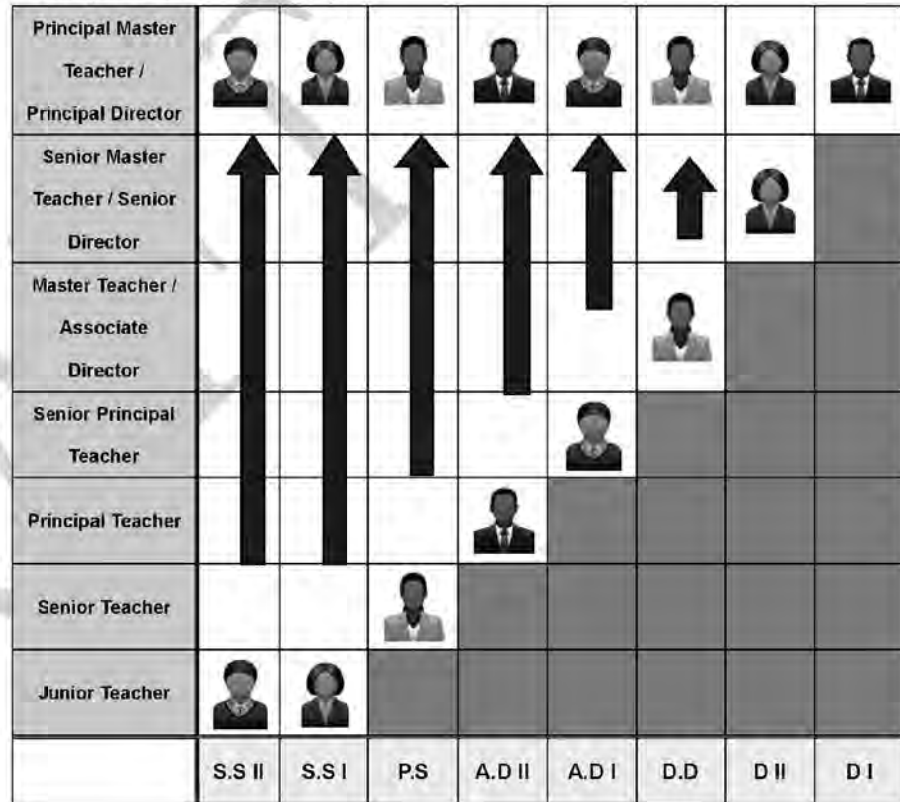 Principal Master
Teacher /
Principal Director
Senior Master
Teacher / Senior
Director
Master Teacher /
Associate
Director
Senior Principal
Teacher
Principal Teacher
Senior Teacher
Junior Teacher
S.S II S.S I P.S A.D II A.D I D.D D II D I